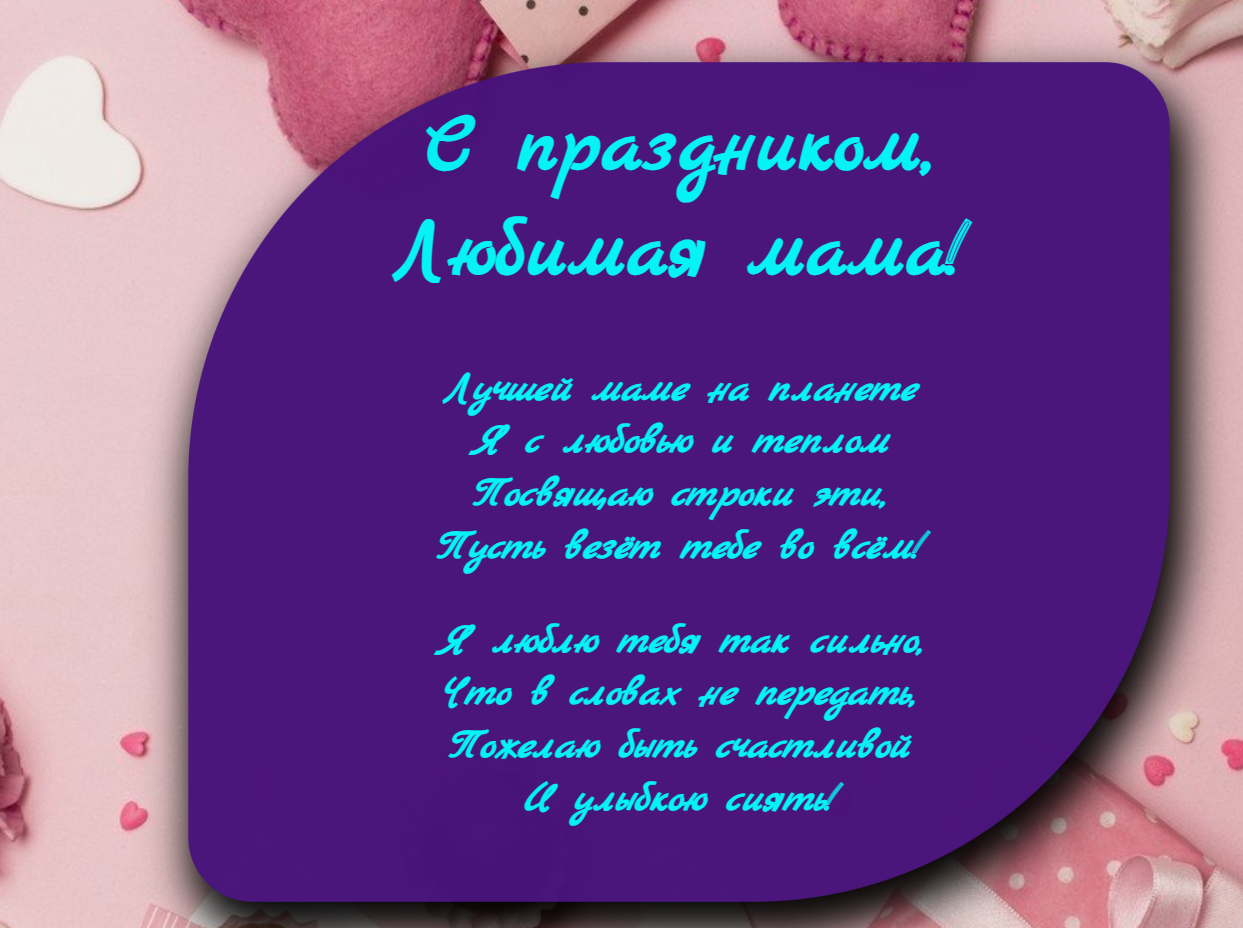 С праздником,
Любимая мама!
Лучшей маме на планете
Я с любовью и теплом
Посвящаю строки эти,
Пусть везёт тебе во всём!
Я люблю тебя так сильно,
Что в словах не передать,
Пожелаю быть счастливой
И улыбкою сиять!